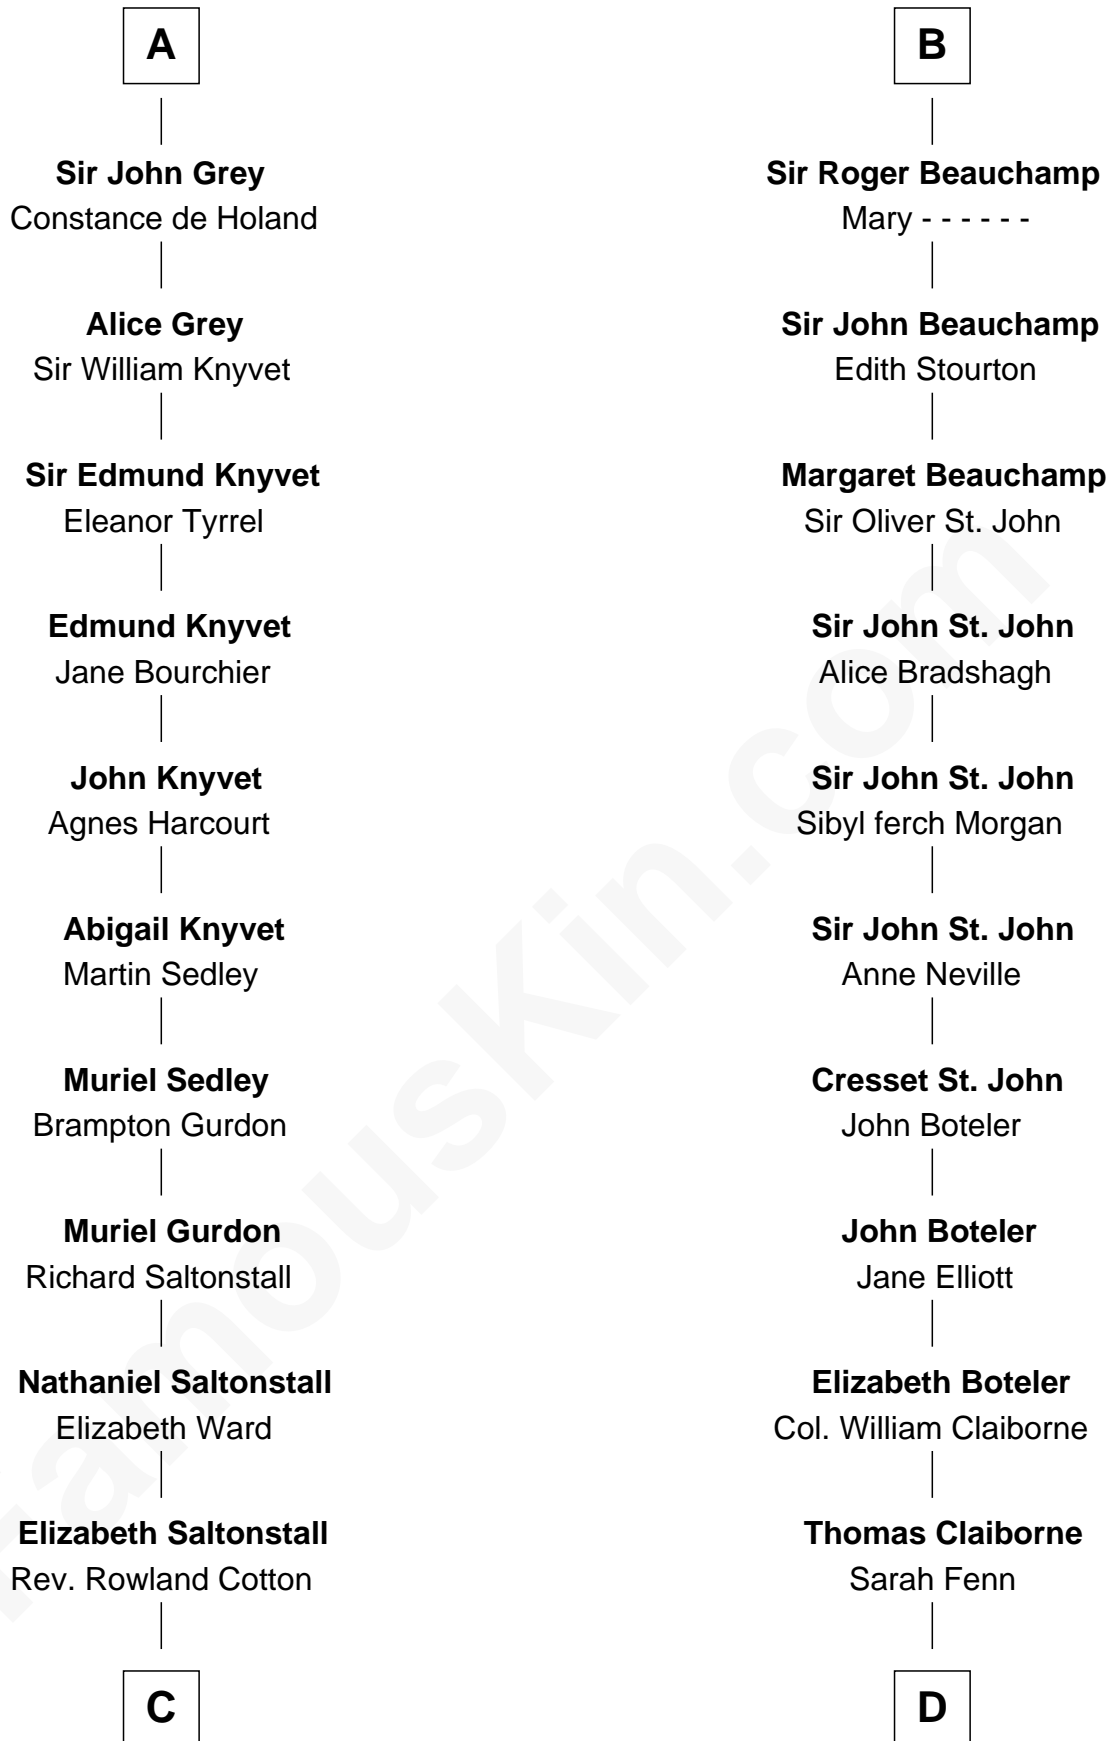 A
Sir John Grey
Constance de Holand
Alice Grey
Sir William Knyvet
Sir Edmund Knyvet
Eleanor Tyrrel
Edmund Knyvet
Jane Bourchier
John Knyvet
Agnes Harcourt
Abigail Knyvet
Martin Sedley
Muriel Sedley
Brampton Gurdon
Muriel Gurdon
Richard Saltonstall
Nathaniel Saltonstall
Elizabeth Ward
Elizabeth Saltonstall
Rev. Rowland Cotton
C
B
Sir Roger Beauchamp
Mary - - - - - -
Sir John Beauchamp
Edith Stourton
Margaret Beauchamp
Sir Oliver St. John
Sir John St. John
Alice Bradshagh
Sir John St. John
Sibyl ferch Morgan
Sir John St. John
Anne Neville
Cresset St. John
John Boteler
John Boteler
Jane Elliott
Elizabeth Boteler
Col. William Claiborne
Thomas Claiborne
Sarah Fenn
D
FamousKin.com